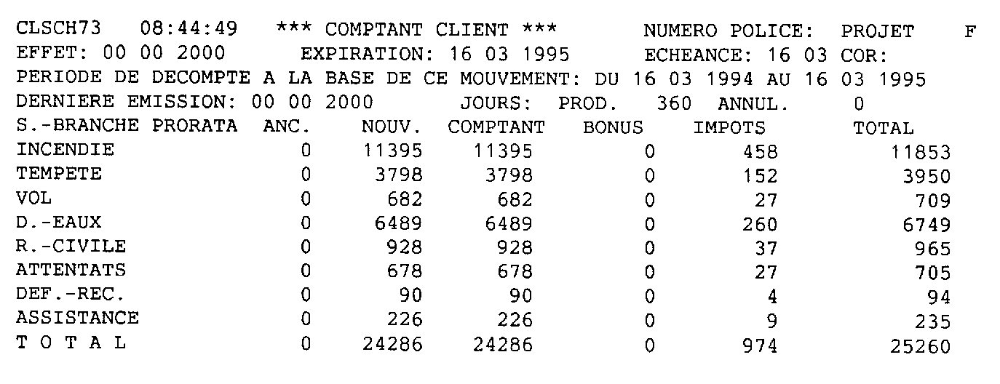 CLSCH73 08:44:49 *** COMPTANT CLIENT *** NUMERO POLICE: PROJET F
EFFET: 00 00 2000 EXPIRATION: 16 03 1995 ECHEANCE: 16 03 COR:
PERIODE DE DECOMPTE A LA BASE DE CE MOUVEMENT: DU 16 03 1994 AU 16 03 1995
DERNIERE EMISSION: 00 00 2000 JOURS: PROD. 360 ANNUL. 0
S.-BRANCHE PRORATA ANC. NOUV. COMPTANT BONUS IMPOTS TOTAL
INCENDIE 0 11395 11395 0 458 11853
TEMPETE 0 3798 3798 0 152 3950
VOL 0 682 682 0 27 709
D.-EAUX 0 6489 6489 0 260 6749
R.-CIVILE 0 928 928 0 37 965
ATTENTATS 0 678 678 0 27 705
DEF.-REC. 0 90 90 0 4 94
ASSISTANCE 0 226 226 0 9 235
T O T A L 0 24286 24286 0 974 25260